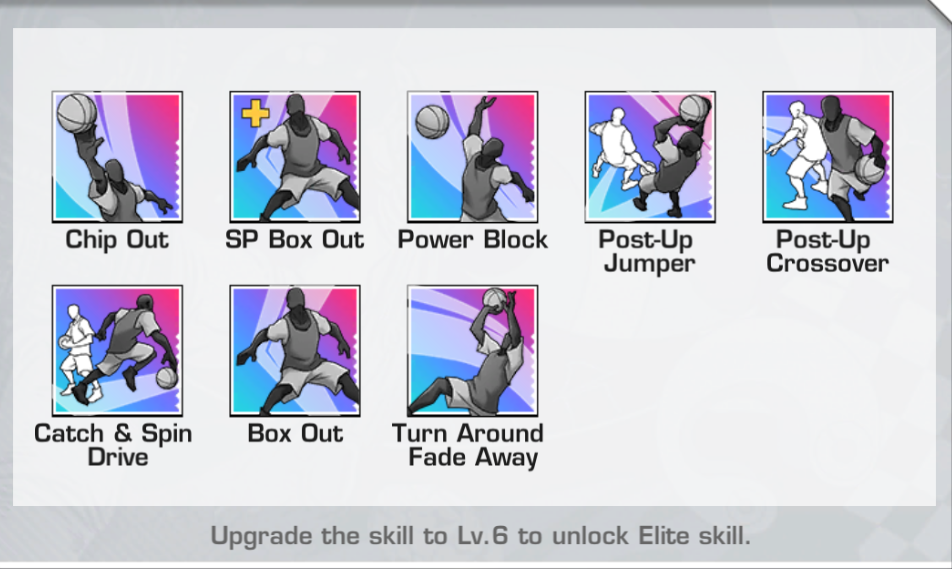 Chip Out
SP Box Out
Power Block
Post-Up
Jumper
Post-Up
Crossover
Catch & Spin
Drive
Box Out
Turn Around
Fade Away
Upgrade the skill to Lv.6 to unlock Elite skill.